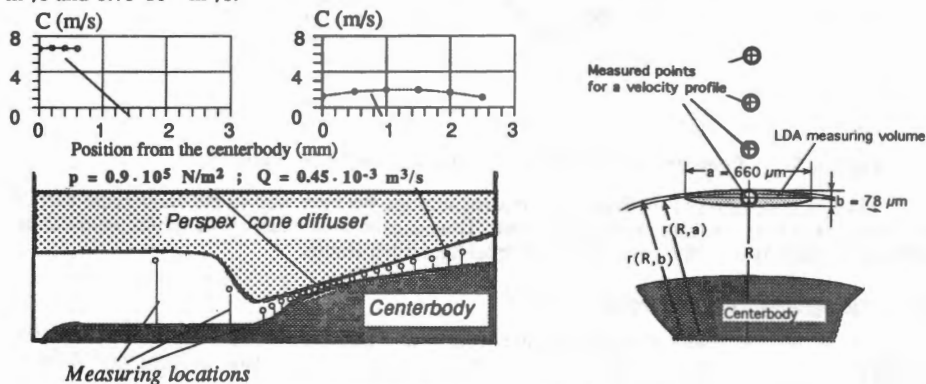 C (m/s)
8
4
0
0 1 2 3
C (m/s)
8
4
0
0 1 2 3
Position from the centerbody (mm)
p = 0.9 · 10⁵ N/m² ; Q = 0.45 · 10⁻³ m³/s
Perspex cone diffuser
Centerbody
Measuring locations
Measured points
for a velocity profile
LDA measuring volume
a = 660 µm
b = 78 µm
r(R,a)
r(R,b)
R
Centerbody